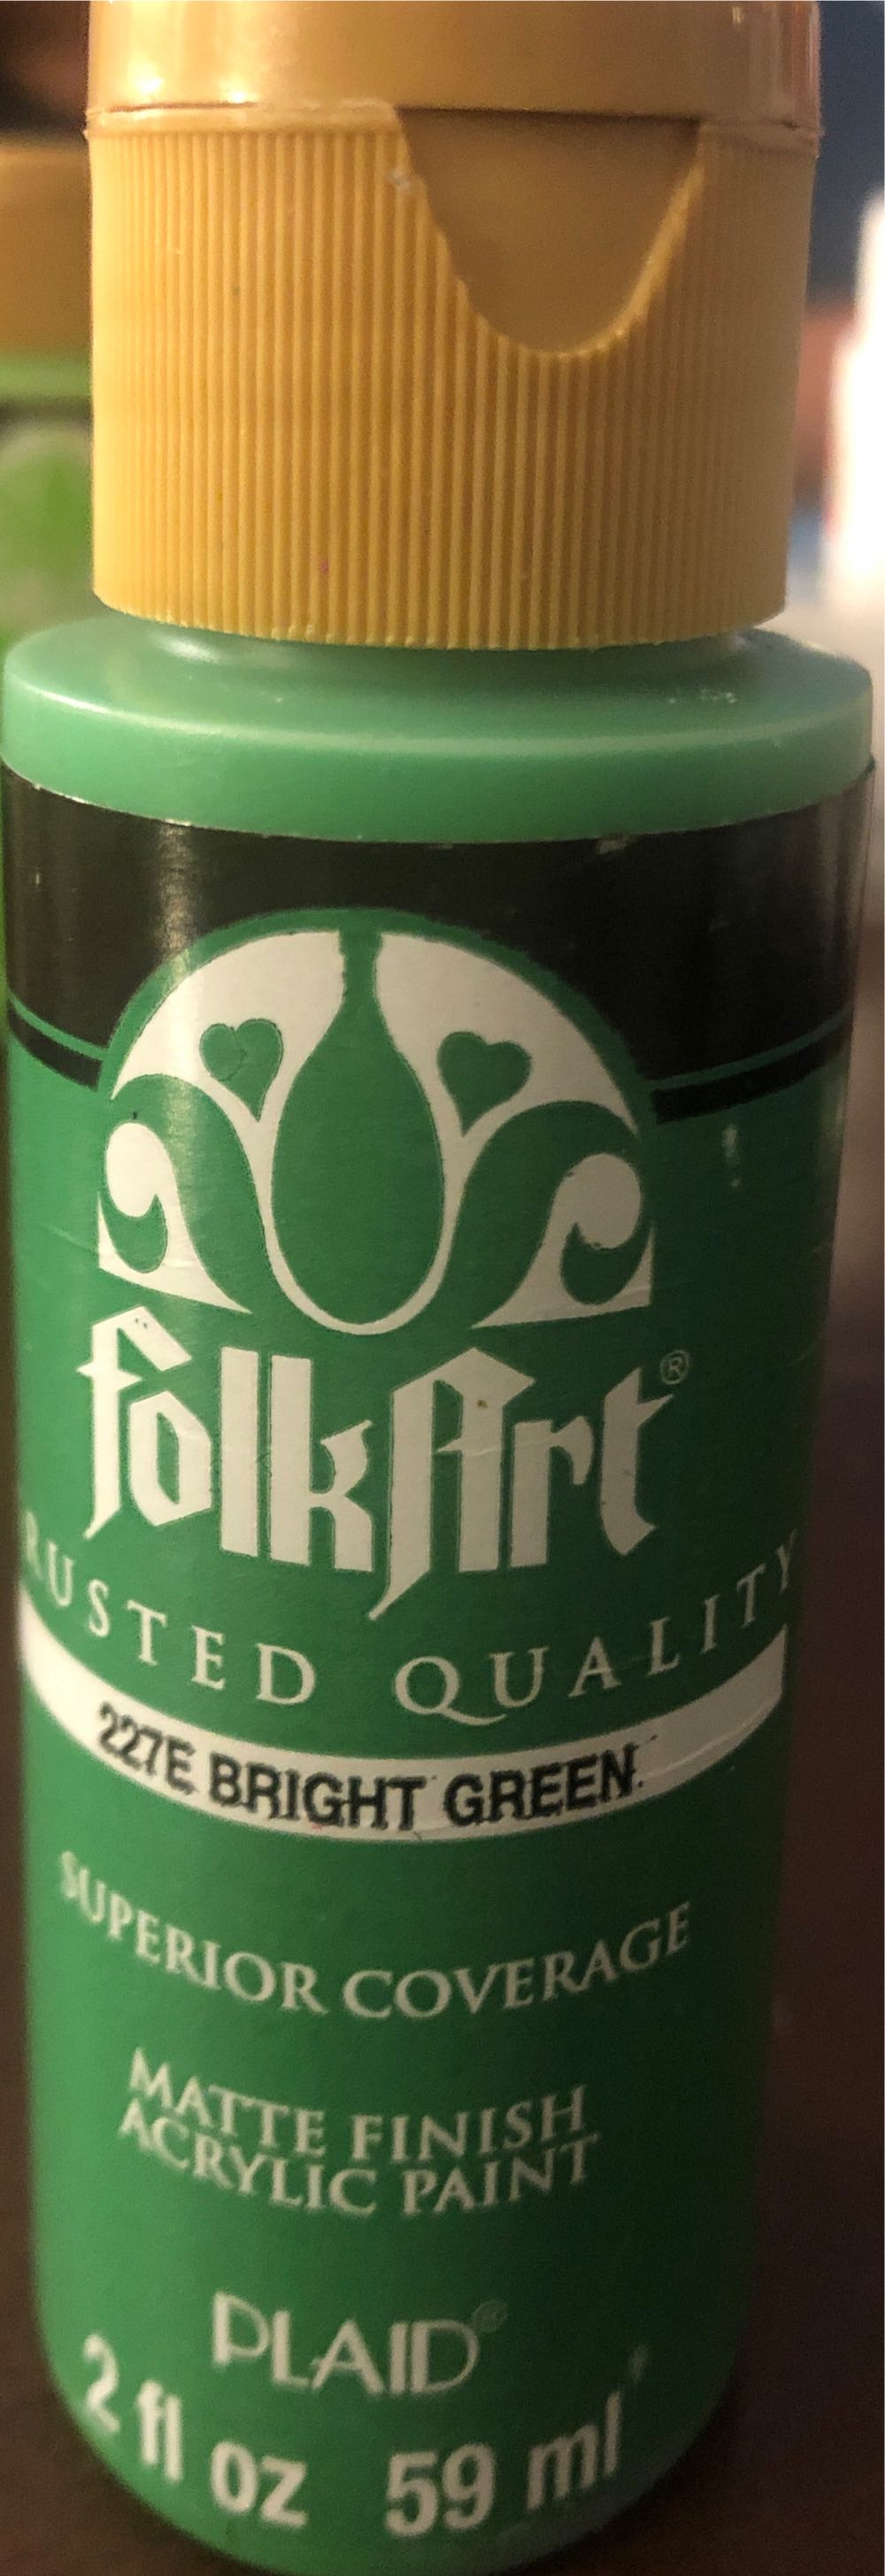 folkArt®
RUSTED QUALITY
227E BRIGHT GREEN
SUPERIOR COVERAGE
MATTE FINISH
ACRYLIC PAINT
PLAID®
2 fl oz 59 ml